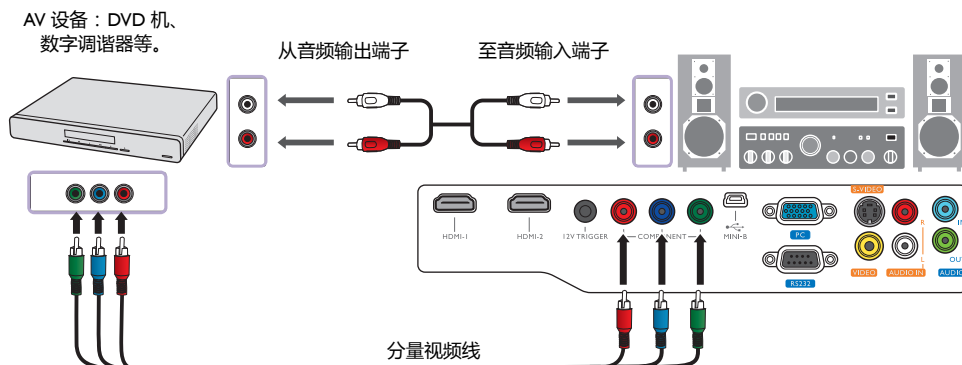 AV 设备：DVD 机、
数字调谐器等。
从音频输出端子
至音频输入端子
HDMI-1
HDMI-2
12V TRIGGER
COMPONENT
MINI-B
PC
RS232
S-VIDEO
VIDEO
R
L
AUDIO IN
IN
OUT
AUDIO
分量视频线